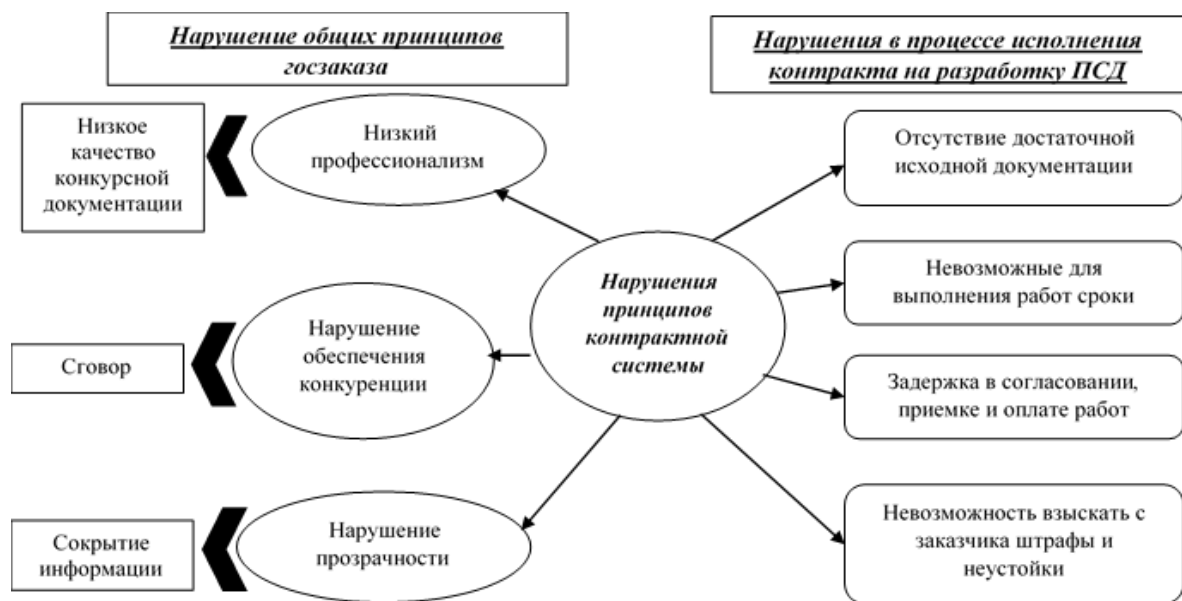 Нарушение общих принципов
госзаказа
Нарушения в процессе исполнения
контракта на разработку ПСД
Низкое
качество
конкурсной
документации
Низкий
профессионализм
Отсутствие достаточной
исходной документации
Нарушения
принципов
контрактной
системы
Невозможные для
выполнения работ сроки
Сговор
Нарушение
обеспечения
конкуренции
Задержка в согласовании,
приемке и оплате работ
Сокрытие
информации
Нарушение
прозрачности
Невозможность взыскать с
заказчика штрафы и
неустойки